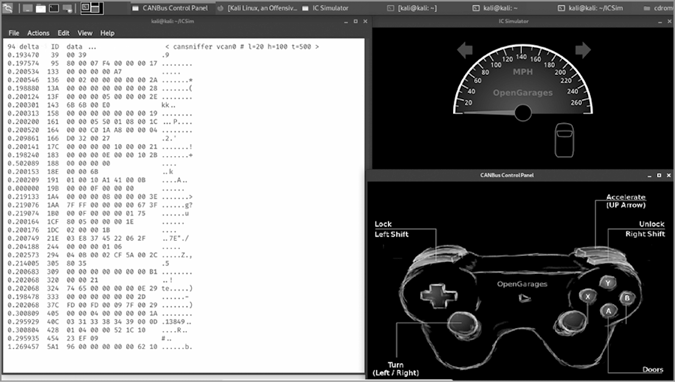 CANBus Control Panel
[Kali Linux, an Offensiv...
IC Simulator
[kali@kali: ~/ICSim]
kali@kali: ~
kali@kali: ~/ICSim
cdrom
kali@kali:~/ICSim
File Actions Edit View Help
94 delta ID data ... < cansniffer vcan0 # l=20 h=100 t=500 >
0.193470 39 00 39 .9
0.197574 95 80 00 07 F4 00 00 00 17 ........
0.200534 133 00 00 00 00 A7 .....
0.200546 136 00 02 00 00 00 00 00 2A .......*
0.198880 13A 00 00 00 00 00 00 00 28 .......(
0.200124 13F 00 00 00 05 00 00 00 2E ........
0.200301 143 6B 6B 00 E0 kk..
0.200313 158 00 00 00 00 00 00 00 19 ........
0.200200 161 00 00 05 50 01 08 00 1C ...P....
0.200520 164 00 00 C0 1A A8 00 00 04 ........
0.209861 166 D0 32 00 27 .2.'
0.200141 17C 00 00 00 00 10 00 00 21 .......!
0.198240 183 00 00 00 0E 00 00 10 2B .......+
0.502089 188 00 00 00 00 ....
0.200153 18E 00 00 6B ..k
0.200209 191 01 00 10 A1 41 00 0B ....A..
0.000000 19B 00 00 0F 00 00 00 ......
0.219133 1A4 00 00 00 08 00 00 00 3E .......>
0.219076 1AA 7F FF 00 00 00 00 67 3F ......g?
0.219074 1B0 00 0F 00 00 00 01 75 ......u
0.200164 1CF 80 05 00 00 00 1E ......
0.200176 1DC 02 00 00 1B ....
0.200749 21E 03 E8 37 45 22 06 2F ..7E"./
0.204188 244 00 00 00 01 06 .....
0.202573 294 04 0B 00 02 CF 5A 00 2C .....Z.,
0.214005 305 80 35 .5
0.200683 309 00 00 00 00 00 00 00 B1 ........
0.202068 320 00 00 21 ..!
0.202068 324 74 65 00 00 00 00 0E 29 te.....)
0.198478 333 00 00 00 00 00 00 2D ......-
0.202068 37C FD 00 FD 00 09 7F 00 29 .......)
0.300809 405 00 00 04 00 00 00 00 1A ........
0.295929 40C 03 31 33 38 34 39 00 0D .13849..
0.300804 428 01 04 00 00 52 1C 10 ....R..
0.295935 454 23 EF 09 #..
1.269457 5A1 96 00 00 00 00 00 62 10 ......b.
IC Simulator
0 20 40 60 80 100 120 140 160 180 200 220 240 260
MPH
OpenGarages
CANBus Control Panel
Accelerate
(UP Arrow)
Lock
Left Shift
Unlock
Right Shift
OpenGarages
Y
X
B
A
Turn
(Left / Right)
Doors